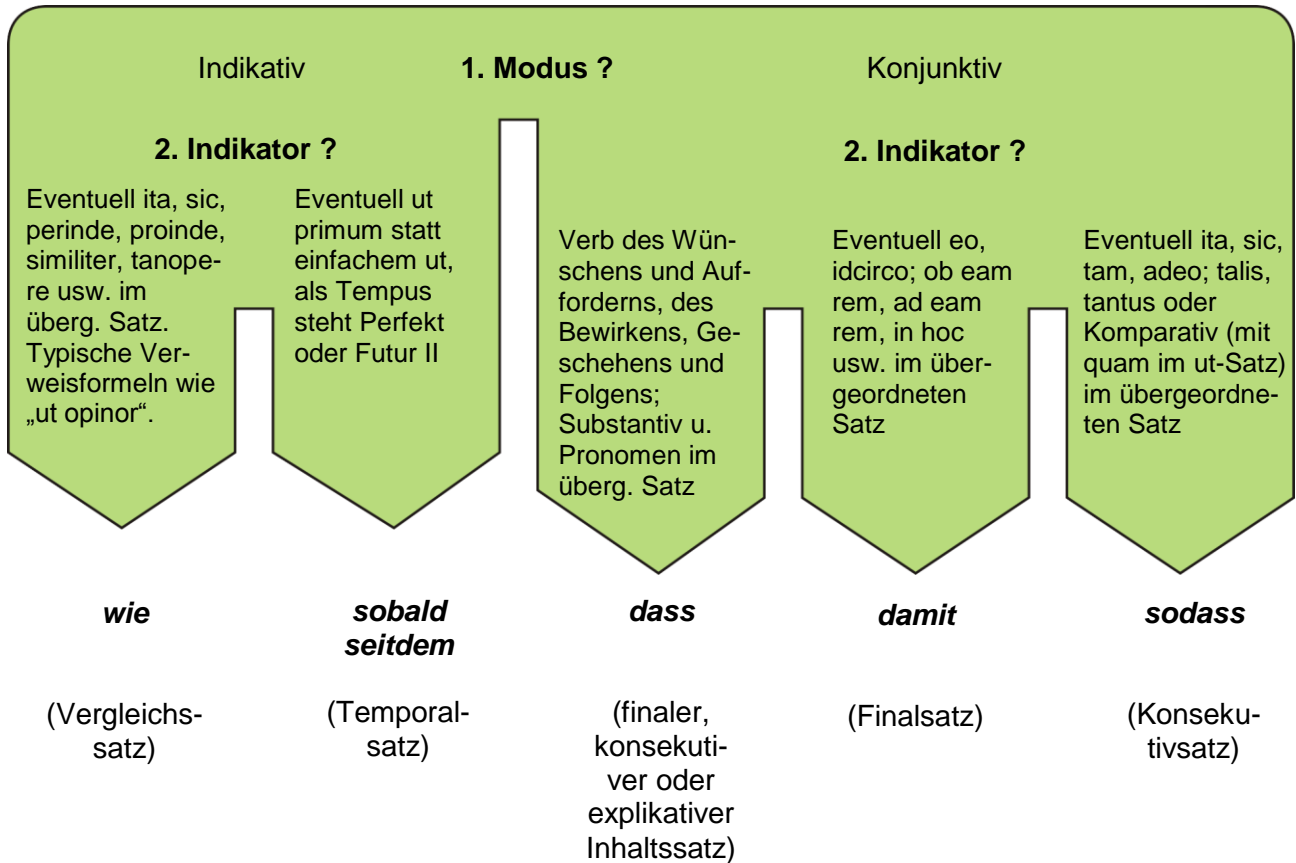 Indikativ
1. Modus ?
Konjunktiv
2. Indikator ?
2. Indikator ?
Eventuell ita, sic,
perinde, proinde,
similiter, tanope-
re usw. im
überg. Satz.
Typische Ver-
weisformeln wie
„ut opinor“.
Eventuell ut
primum statt
einfachem ut,
als Tempus
steht Perfekt
oder Futur II
Verb des Wün-
schens und Auf-
forderns, des
Bewirkens, Ge-
schehens und
Folgens;
Substantiv u.
Pronomen im
überg. Satz
Eventuell eo,
idcirco; ob eam
rem, ad eam
rem, in hoc
usw. im über-
geordneten
Satz
Eventuell ita, sic,
tam, adeo; talis,
tantus oder
Komparativ (mit
quam im ut-Satz)
im übergeordne-
ten Satz
wie
sobald
seitdem
dass
damit
sodass
(Vergleichs-
satz)
(Temporal-
satz)
(finaler,
konsekuti-
ver oder
explikativer
Inhaltssatz)
(Finalsatz)
(Konseku-
tivsatz)